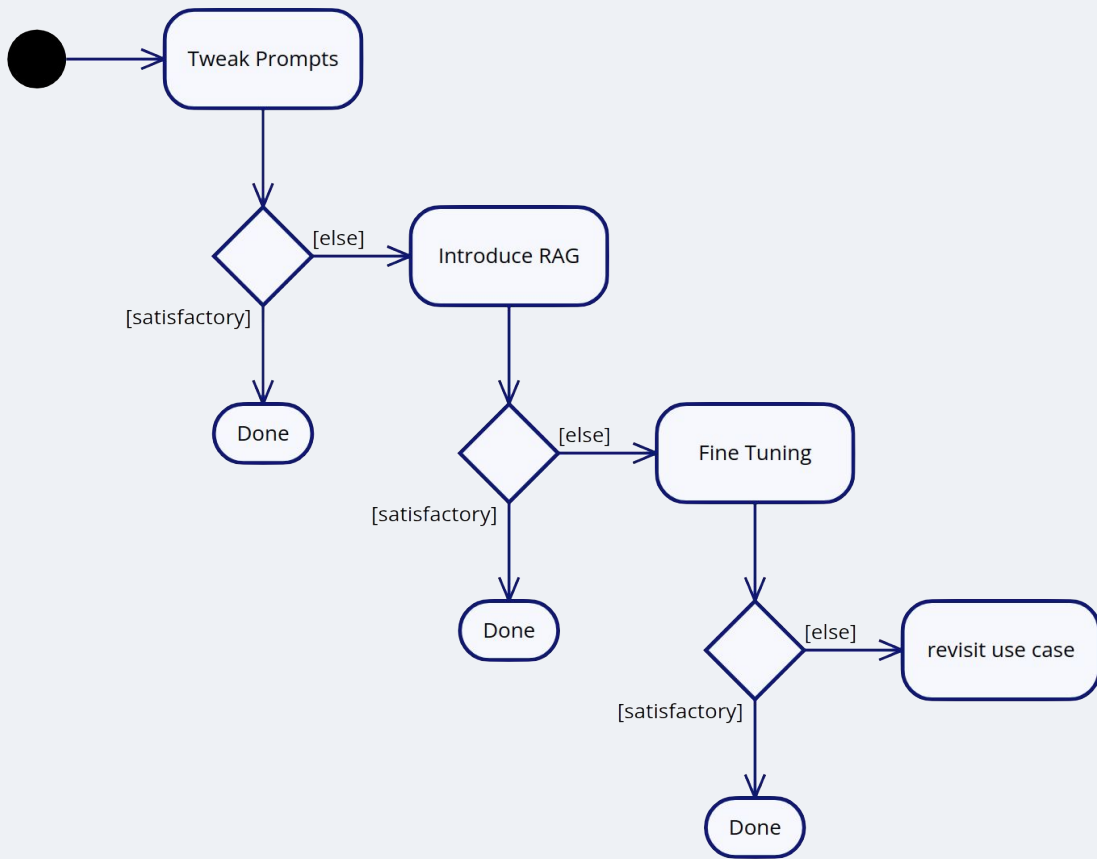 Tweak Prompts
[else]
Introduce RAG
[satisfactory]
Done
[else]
Fine Tuning
[satisfactory]
Done
[else]
revisit use case
[satisfactory]
Done